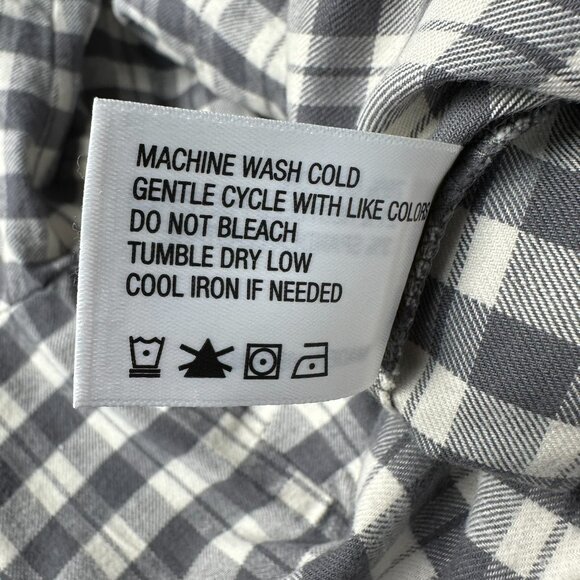 MACHINE WASH COLD
GENTLE CYCLE WITH LIKE COLORS
DO NOT BLEACH
TUMBLE DRY LOW
COOL IRON IF NEEDED